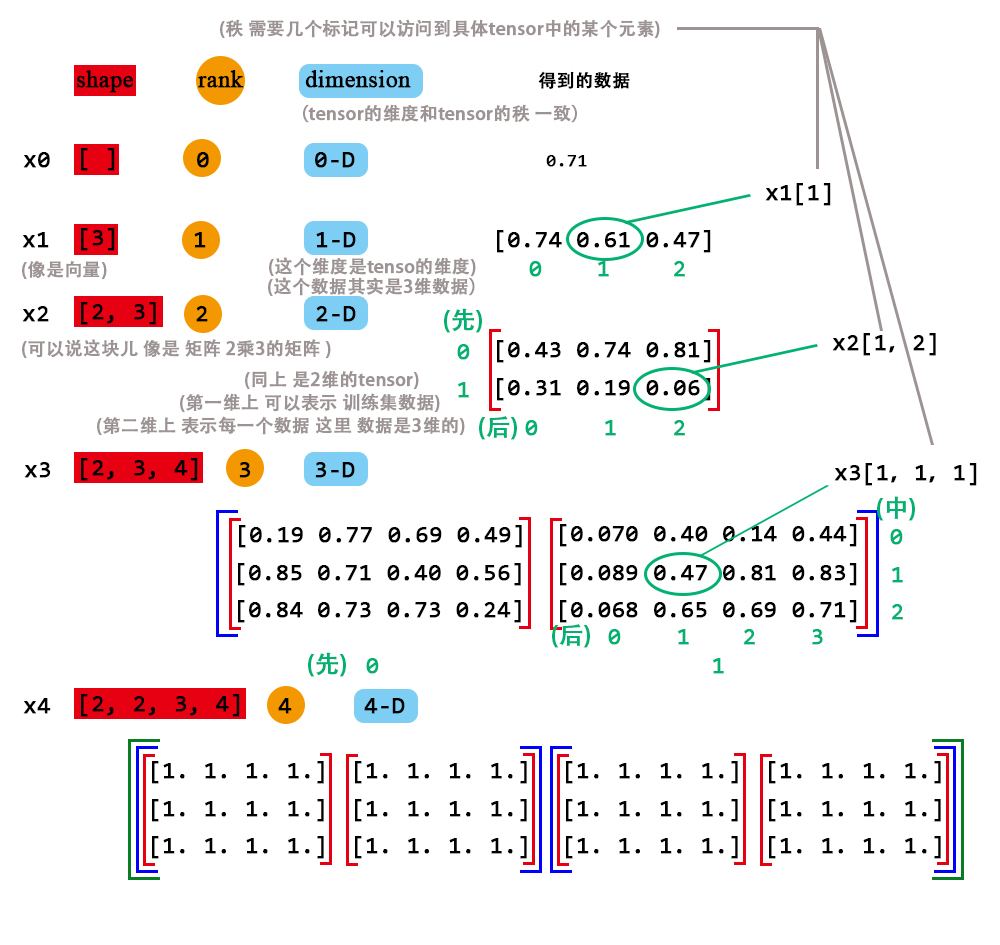 (秩 需要几个标记可以访问到具体tensor中的某个元素)
shape rank dimension 得到的数据
(tensor的维度和tensor的秩 一致)
x0 [ ] 0 0-D 0.71
x1[1]
x1 [3] 1 1-D [0.74 0.61 0.47]
(像是向量) (这个维度是tenso的维度) 0 1 2
(这个数据其实是3维数据)
x2 [2, 3] 2 2-D (先)
x2[1, 2]
(可以说这块儿 像是 矩阵 2乘3的矩阵 ) 0 [0.43 0.74 0.81]
(同上 是2维的tensor) 1 [0.31 0.19 0.06]
(第一维上 可以表示 训练集数据)
(第二维上 表示每一个数据 这里 数据是3维的) (后) 0 1 2
x3 [2, 3, 4] 3 3-D x3[1, 1, 1]
(中)
[0.19 0.77 0.69 0.49] [0.070 0.40 0.14 0.44] 0
[0.85 0.71 0.40 0.56] [0.089 0.47 0.81 0.83] 1
[0.84 0.73 0.73 0.24] [0.068 0.65 0.69 0.71] 2
(后) 0 1 2 3
(先) 0 1
x4 [2, 2, 3, 4] 4 4-D
[1. 1. 1. 1.] [1. 1. 1. 1.] [1. 1. 1. 1.] [1. 1. 1. 1.]
[1. 1. 1. 1.] [1. 1. 1. 1.] [1. 1. 1. 1.] [1. 1. 1. 1.]
[1. 1. 1. 1.] [1. 1. 1. 1.] [1. 1. 1. 1.] [1. 1. 1. 1.]